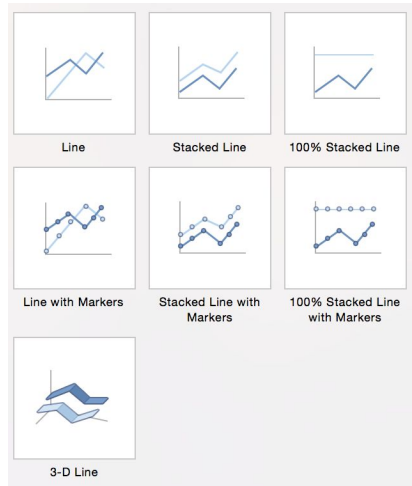 Line
Stacked Line
100% Stacked Line
Line with Markers
Stacked Line with
Markers
100% Stacked Line
with Markers
3-D Line